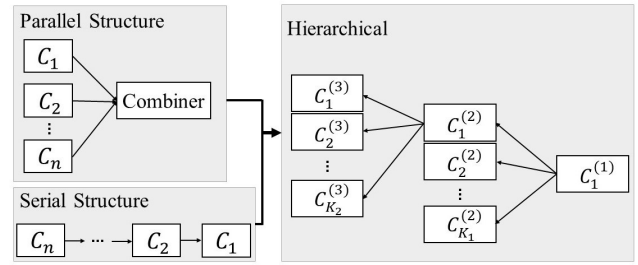 Parallel Structure
C_1
C_2
⋮
C_n
Combiner
Serial Structure
C_n ⋯ C_2 C_1
Hierarchical
C_1^{(3)}
C_2^{(3)}
⋮
C_{K_2}^{(3)}
C_1^{(2)}
C_2^{(2)}
⋮
C_{K_1}^{(2)}
C_1^{(1)}